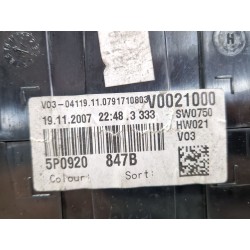 V03-04119.11.0791710803 V0021000
19.11.2007 22:48 3 333 SW0750
HW021
5P0920 847B V03
Colour: Sort: